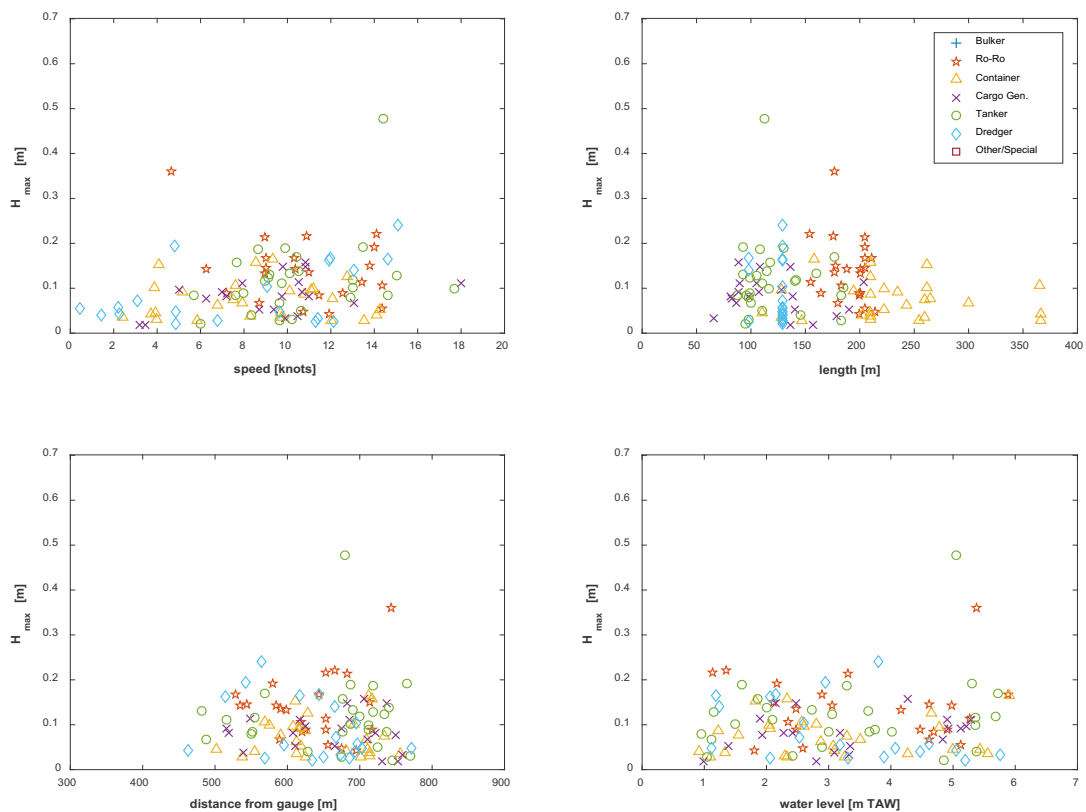 0.7
0.6
0.5
0.4
0.3
0.2
0.1
0
H max [m]
0 2 4 6 8 10 12 14 16 18 20
speed [knots]
0.7
0.6
0.5
0.4
0.3
0.2
0.1
0
H max [m]
0 50 100 150 200 250 300 350 400
length [m]
Bulker
Ro-Ro
Container
Cargo Gen.
Tanker
Dredger
Other/Special
0.7
0.6
0.5
0.4
0.3
0.2
0.1
0
H max [m]
300 400 500 600 700 800 900
distance from gauge [m]
0.7
0.6
0.5
0.4
0.3
0.2
0.1
0
H max [m]
0 1 2 3 4 5 6 7
water level [m TAW]